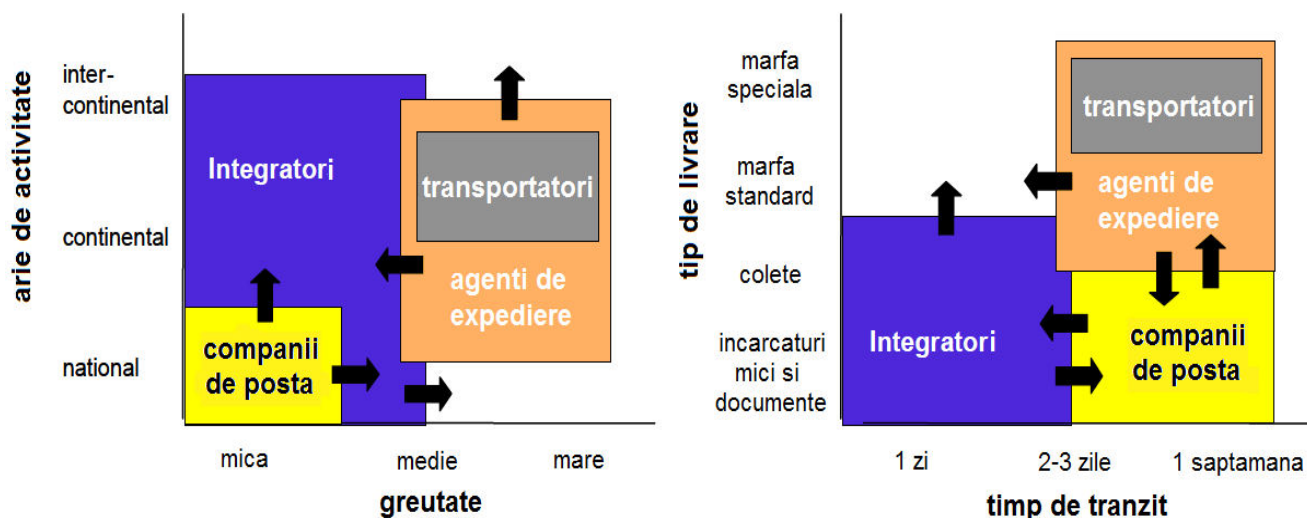 arie de activitate
inter-
continental
continental
national
Integratori
transportatori
agenti de
expediere
companii
de posta
mica
medie
mare
greutate
tip de livrare
marfa
speciala
marfa
standard
colete
incarcaturi
mici si
documente
transportatori
agenti de
expediere
Integratori
companii
de posta
1 zi
2-3 zile
1 saptamana
timp de tranzit